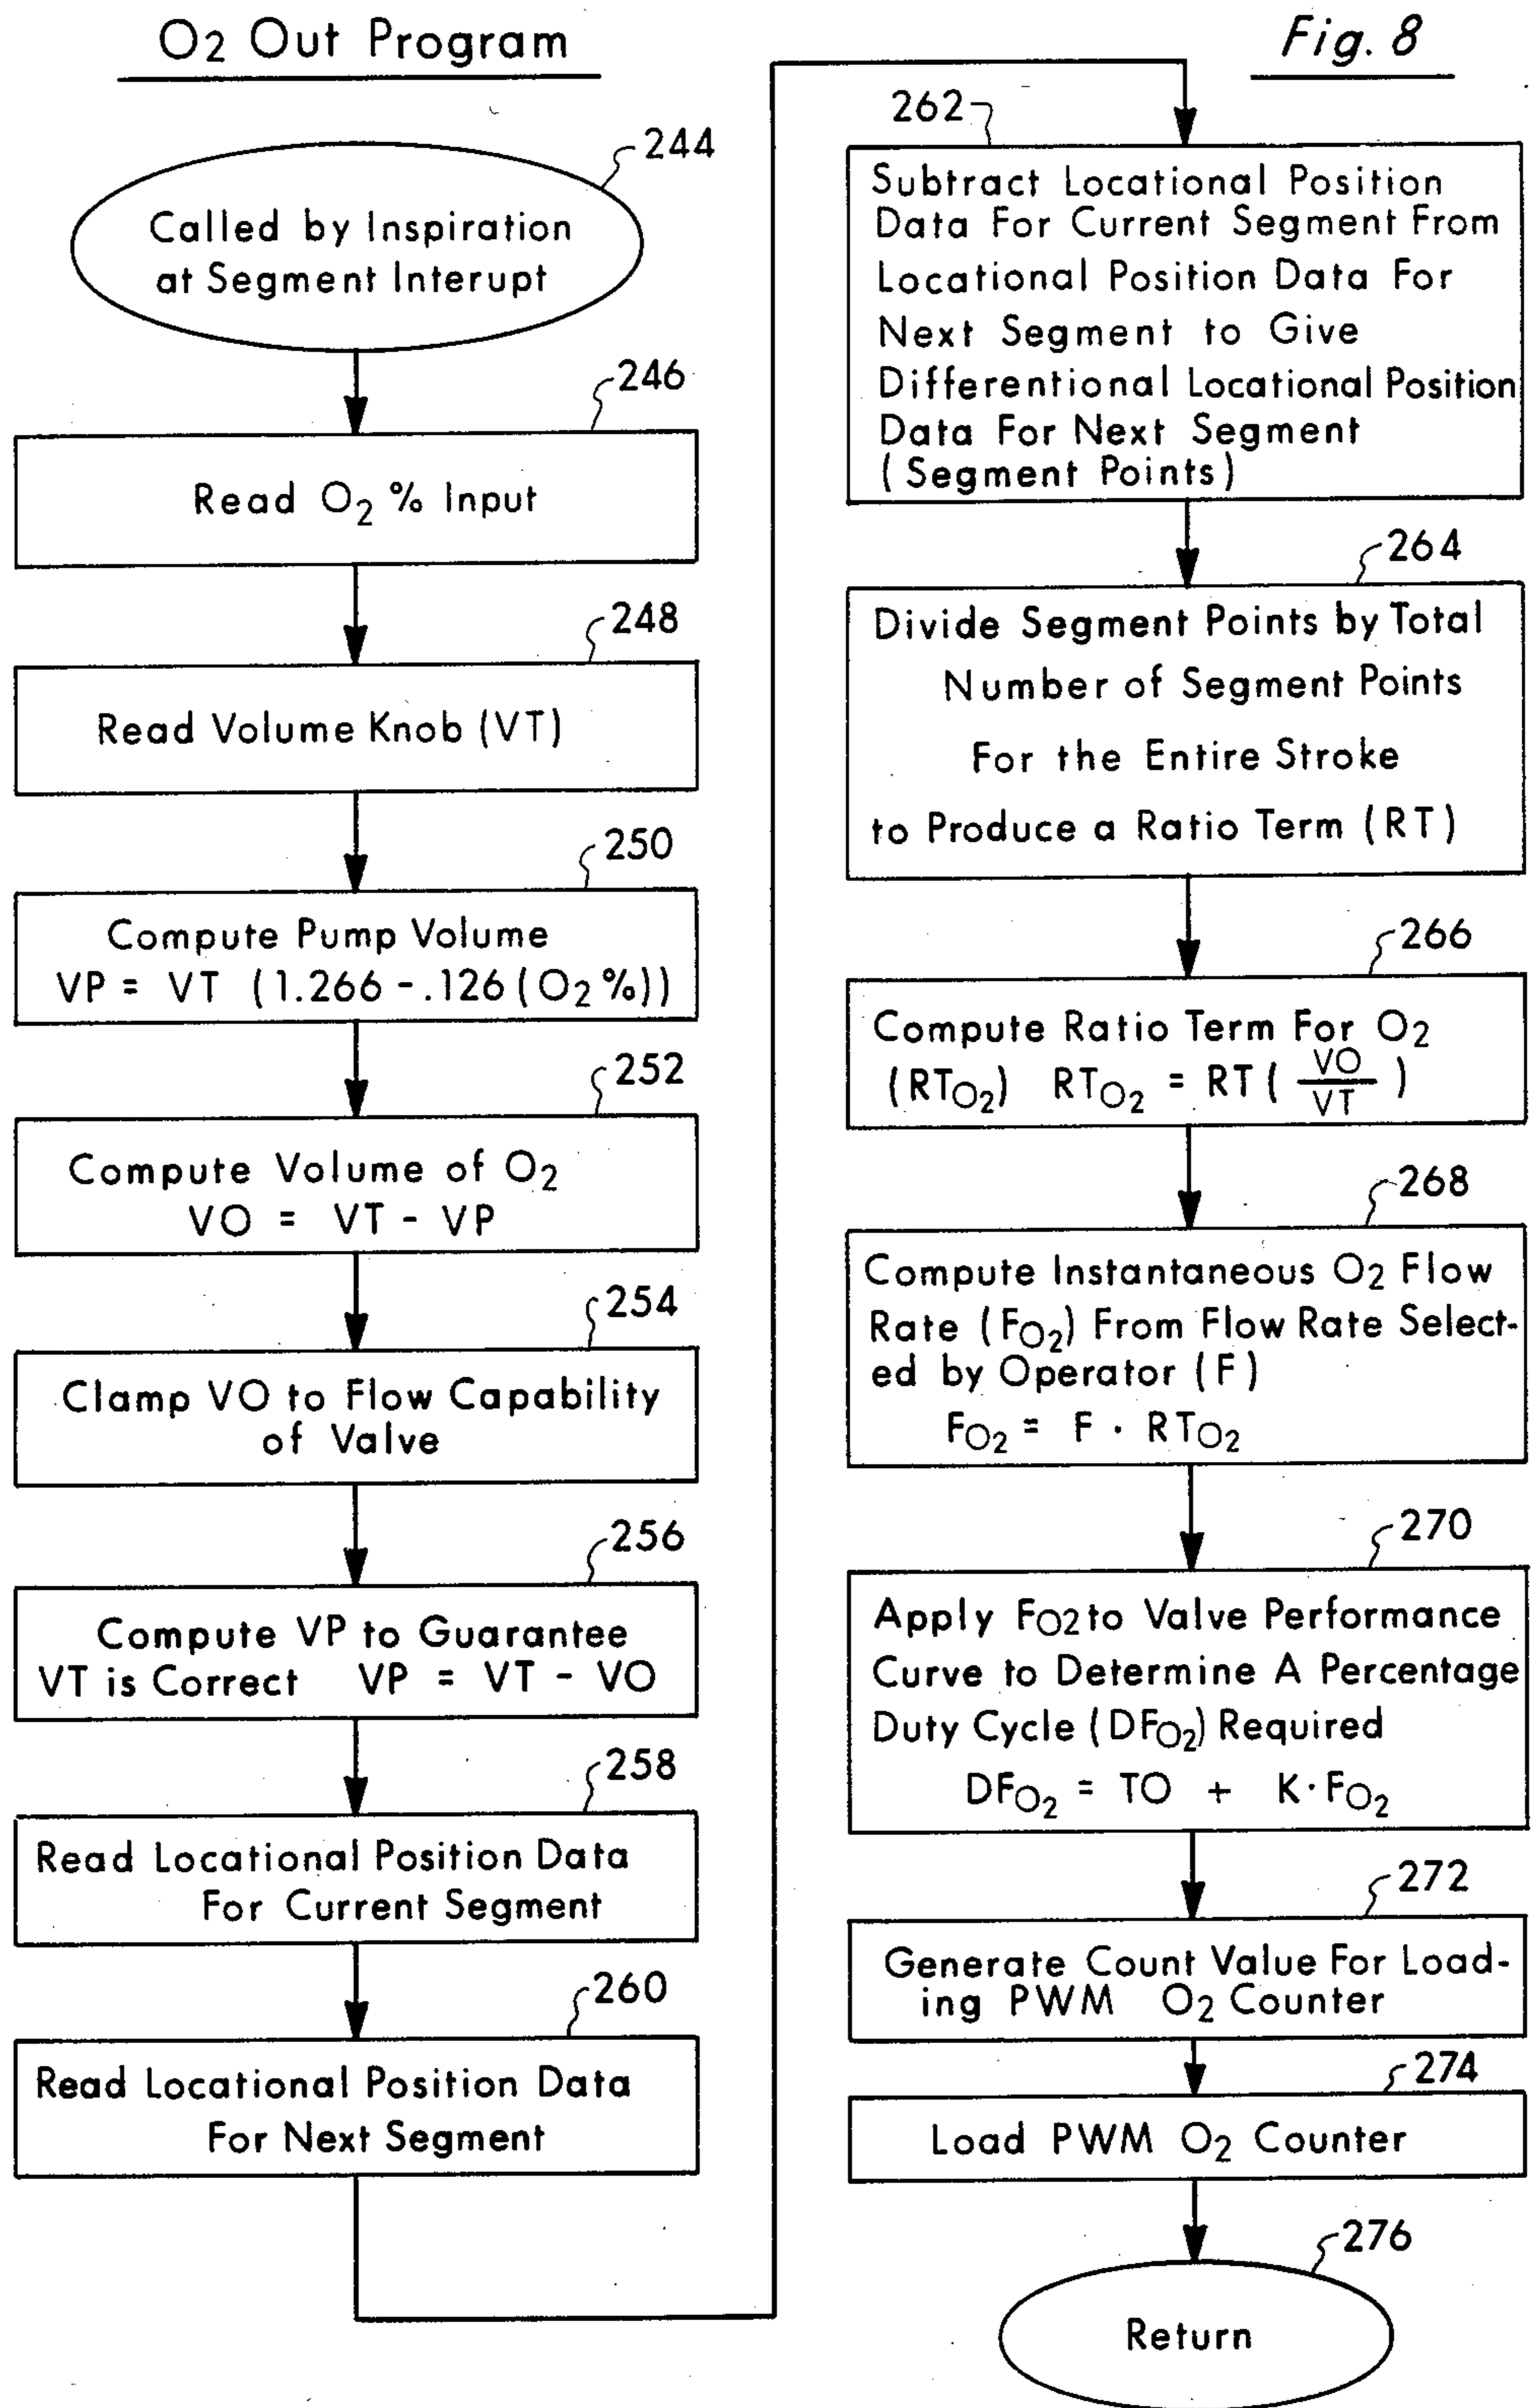 O2 Out Program
Fig. 8
244
Called by Inspiration
at Segment Interupt
246
Read O2 % Input
248
Read Volume Knob (VT)
250
Compute Pump Volume
VP = VT (1.266 - .126 (O2 %))
252
Compute Volume of O2
VO = VT - VP
254
Clamp VO to Flow Capability
of Valve
256
Compute VP to Guarantee
VT is Correct VP = VT - VO
258
Read Locational Position Data
For Current Segment
260
Read Locational Position Data
For Next Segment
262
Subtract Locational Position
Data For Current Segment From
Locational Position Data For
Next Segment to Give
Differentional Locational Position
Data For Next Segment
(Segment Points)
264
Divide Segment Points by Total
Number of Segment Points
For the Entire Stroke
to Produce a Ratio Term (RT)
266
Compute Ratio Term For O2
(RTO2) RTO2 = RT ( VO / VT )
268
Compute Instantaneous O2 Flow
Rate (FO2) From Flow Rate Select-
ed by Operator (F)
FO2 = F · RTO2
270
Apply FO2 to Valve Performance
Curve to Determine A Percentage
Duty Cycle (DFO2) Required
DFO2 = TO + K · FO2
272
Generate Count Value For Load-
ing PWM O2 Counter
274
Load PWM O2 Counter
276
Return